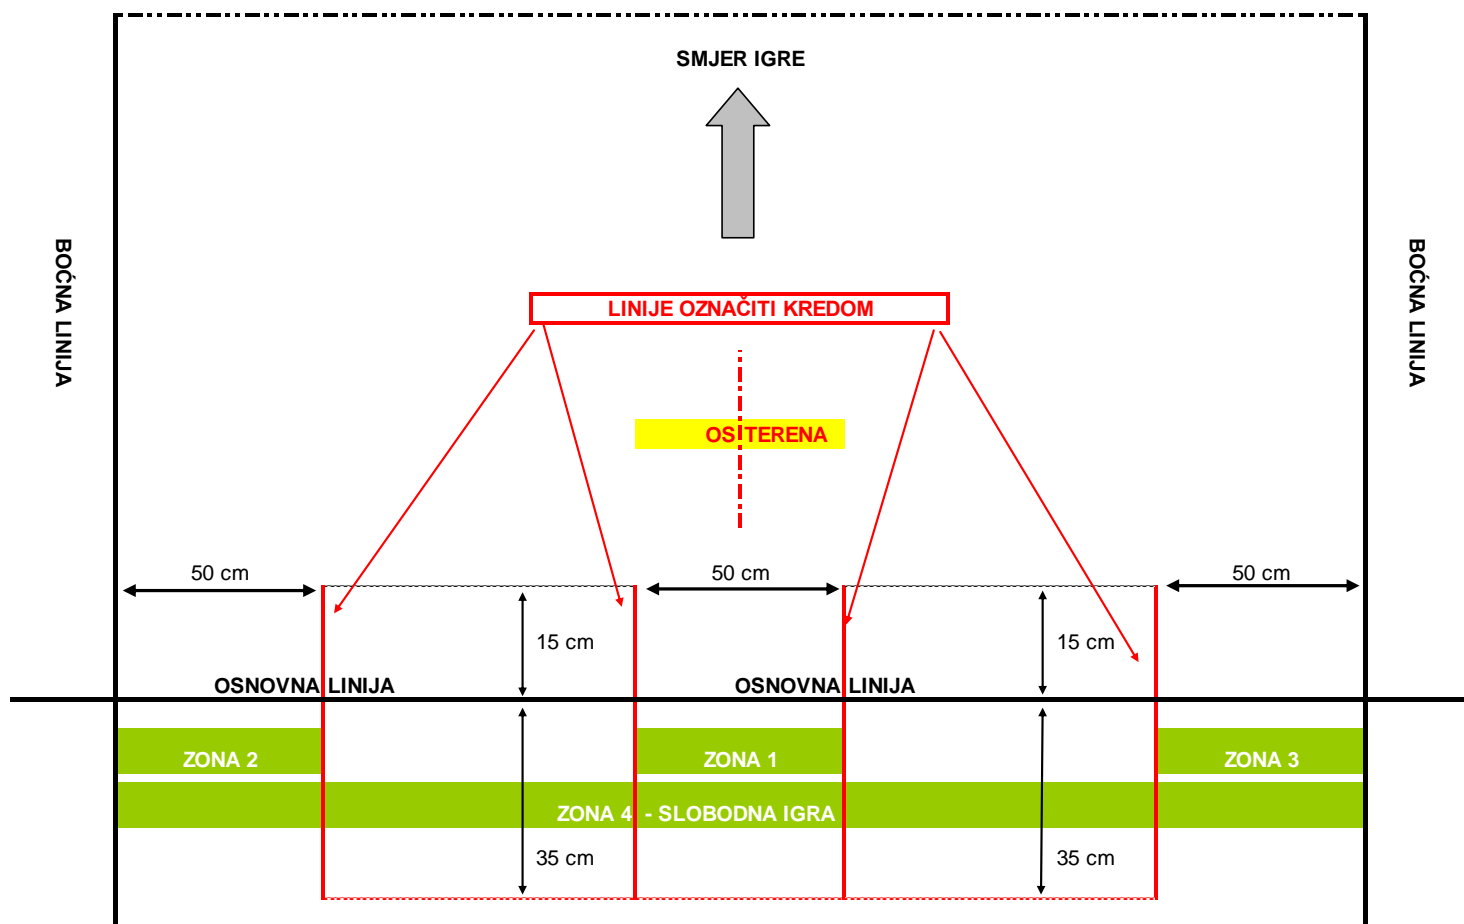 SMJER IGRE
BOĆNA LINIJA
BOĆNA LINIJA
LINIJE OZNAČITI KREDOM
OS TERENA
50 cm
50 cm
50 cm
15 cm
15 cm
OSNOVNA LINIJA
OSNOVNA LINIJA
ZONA 2
ZONA 1
ZONA 3
ZONA 4 - SLOBODNA IGRA
35 cm
35 cm